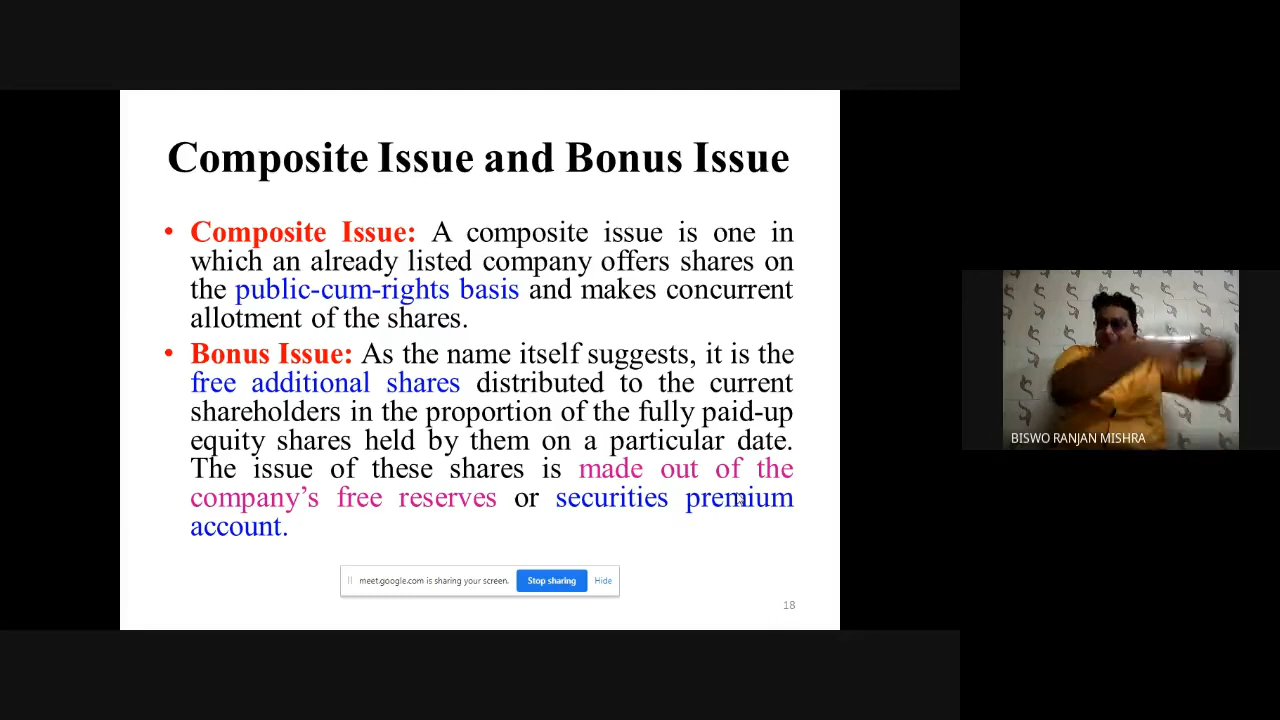 Composite Issue and Bonus Issue
• Composite Issue: A composite issue is one in
which an already listed company offers shares on
the public-cum-rights basis and makes concurrent
allotment of the shares.
• Bonus Issue: As the name itself suggests, it is the
free additional shares distributed to the current
shareholders in the proportion of the fully paid-up
equity shares held by them on a particular date.
The issue of these shares is made out of the
company’s free reserves or securities premium
account.
meet.google.com is sharing your screen. Stop sharing Hide
18
BISWO RANJAN MISHRA